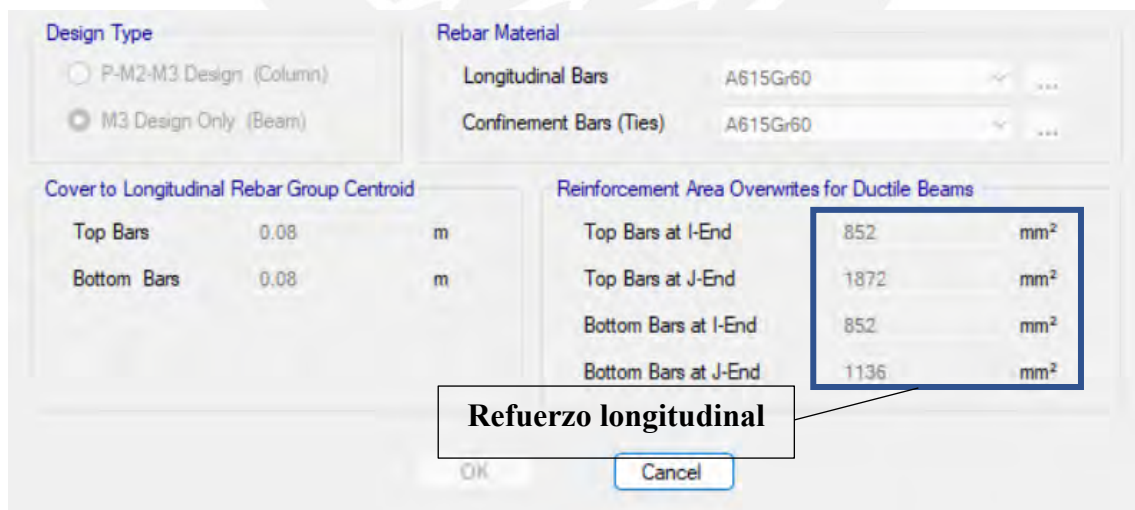 Design Type
P-M2-M3 Design (Column)
M3 Design Only (Beam)
Rebar Material
Longitudinal Bars A615Gr60 ...
Confinement Bars (Ties) A615Gr60 ...
Cover to Longitudinal Rebar Group Centroid
Top Bars 0.08 m
Bottom Bars 0.08 m
Reinforcement Area Overwrites for Ductile Beams
Top Bars at I-End 852 mm²
Top Bars at J-End 1872 mm²
Bottom Bars at I-End 852 mm²
Bottom Bars at J-End 1136 mm²
Refuerzo longitudinal
OK Cancel